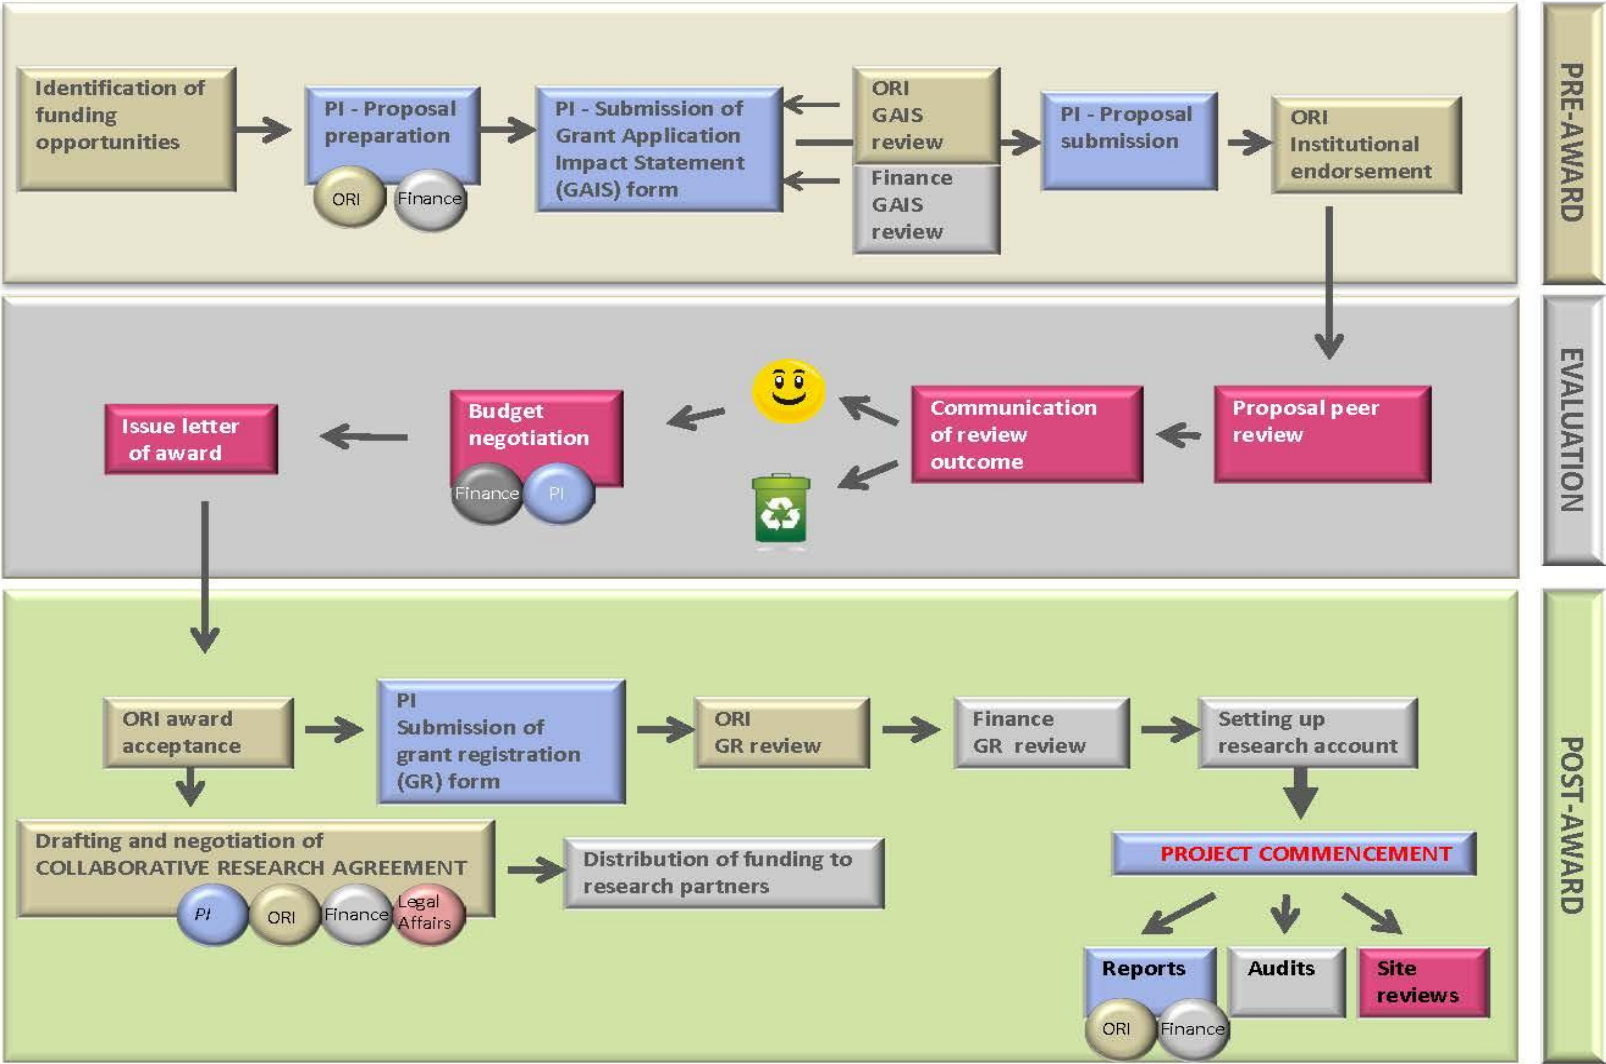 Identification of
funding
opportunities
PI - Proposal
preparation
ORI
Finance
PI - Submission of
Grant Application
Impact Statement
(GAIS) form
ORI
GAIS
review
Finance
GAIS
review
PI - Proposal
submission
ORI
Institutional
endorsement
PRE-AWARD
Proposal peer
review
Communication
of review
outcome
Budget
negotiation
Finance
PI
Issue letter
of award
EVALUATION
ORI award
acceptance
PI
Submission of
grant registration
(GR) form
ORI
GR review
Finance
GR review
Setting up
research account
Drafting and negotiation of
COLLABORATIVE RESEARCH AGREEMENT
PI
ORI
Finance
Legal
Affairs
Distribution of funding to
research partners
PROJECT COMMENCEMENT
Reports
ORI
Finance
Audits
Site
reviews
POST-AWARD